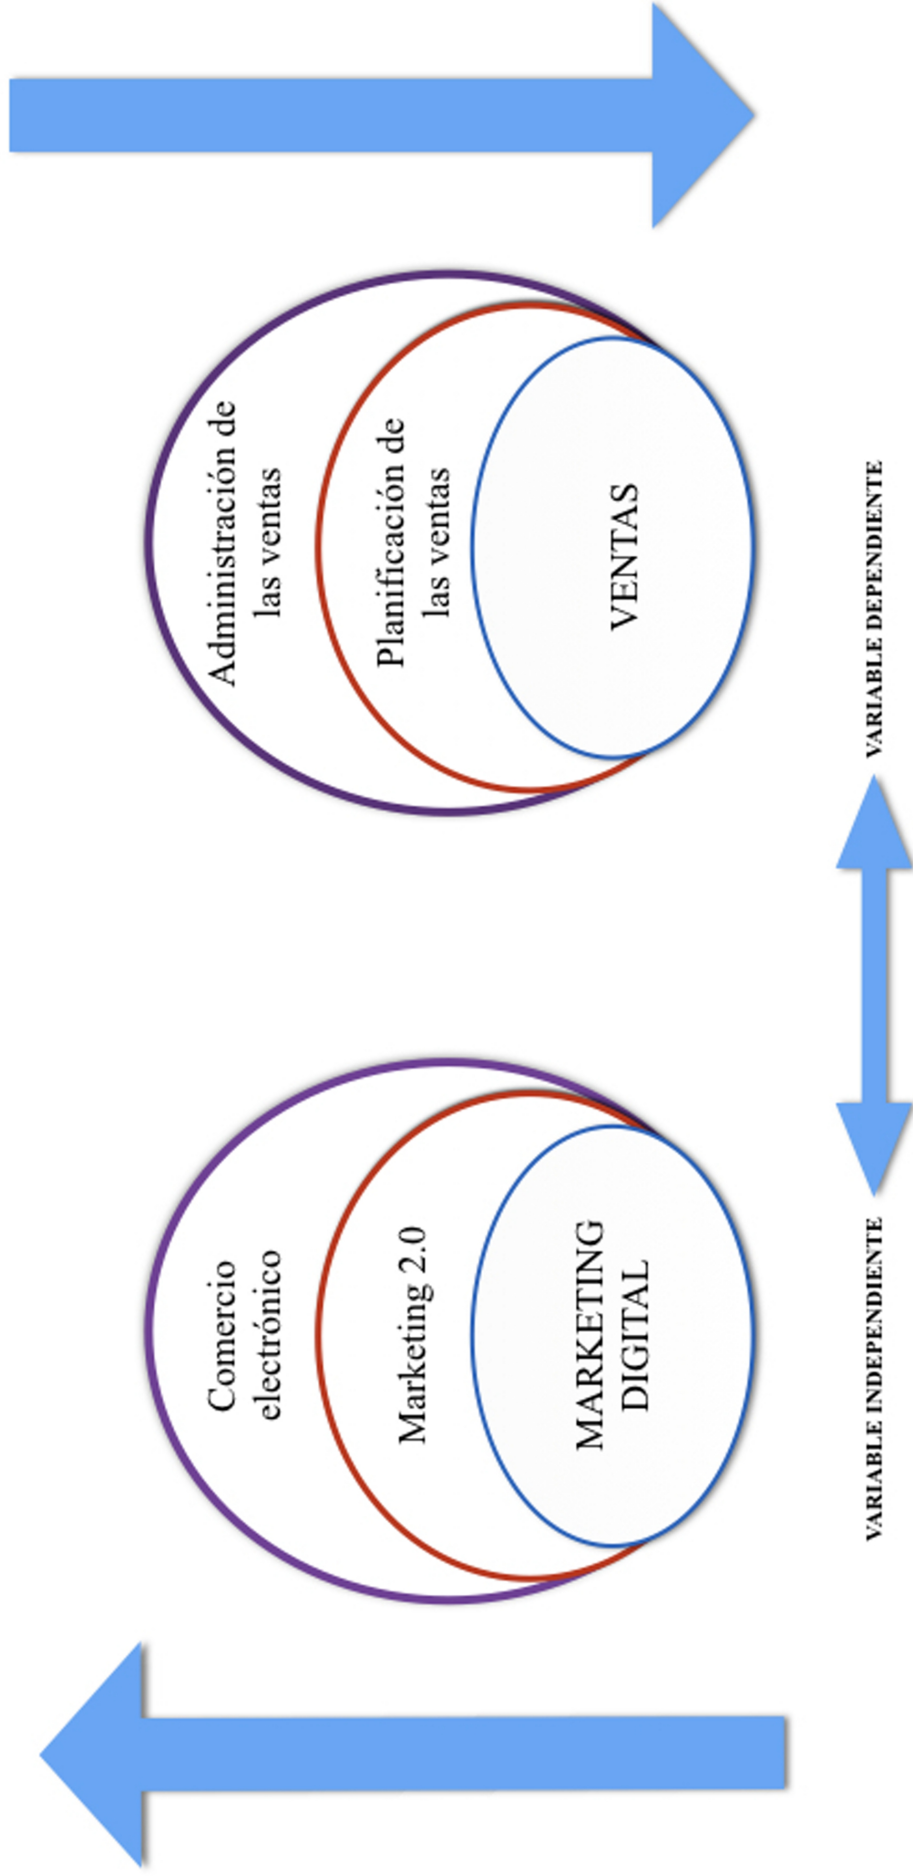 Comercio
electrónico
Marketing 2.0
MARKETING
DIGITAL
VARIABLE INDEPENDIENTE
Administración de
las ventas
Planificación de
las ventas
VENTAS
VARIABLE DEPENDIENTE